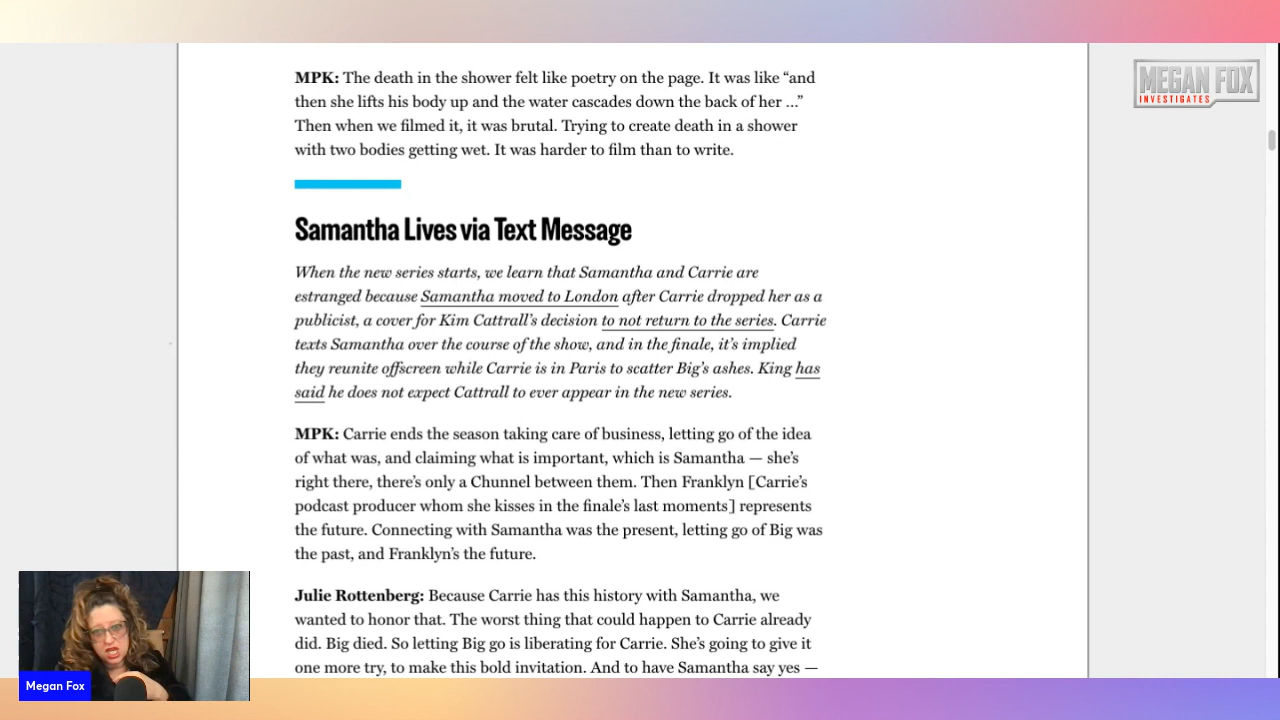 MEGAN FOX
INVESTIGATES
MPK: The death in the shower felt like poetry on the page. It was like “and
then she lifts his body up and the water cascades down the back of her ...”
Then when we filmed it, it was brutal. Trying to create death in a shower
with two bodies getting wet. It was harder to film than to write.
Samantha Lives via Text Message
When the new series starts, we learn that Samantha and Carrie are
estranged because Samantha moved to London after Carrie dropped her as a
publicist, a cover for Kim Cattrall’s decision to not return to the series. Carrie
texts Samantha over the course of the show, and in the finale, it’s implied
they reunite offscreen while Carrie is in Paris to scatter Big’s ashes. King has
said he does not expect Cattrall to ever appear in the new series.
MPK: Carrie ends the season taking care of business, letting go of the idea
of what was, and claiming what is important, which is Samantha — she’s
right there, there’s only a Chunnel between them. Then Franklyn [Carrie’s
podcast producer whom she kisses in the finale’s last moments] represents
the future. Connecting with Samantha was the present, letting go of Big was
the past, and Franklyn’s the future.
Julie Rottenberg: Because Carrie has this history with Samantha, we
wanted to honor that. The worst thing that could happen to Carrie already
did. Big died. So letting Big go is liberating for Carrie. She’s going to give it
one more try, to make this bold invitation. And to have Samantha say yes —
Megan Fox